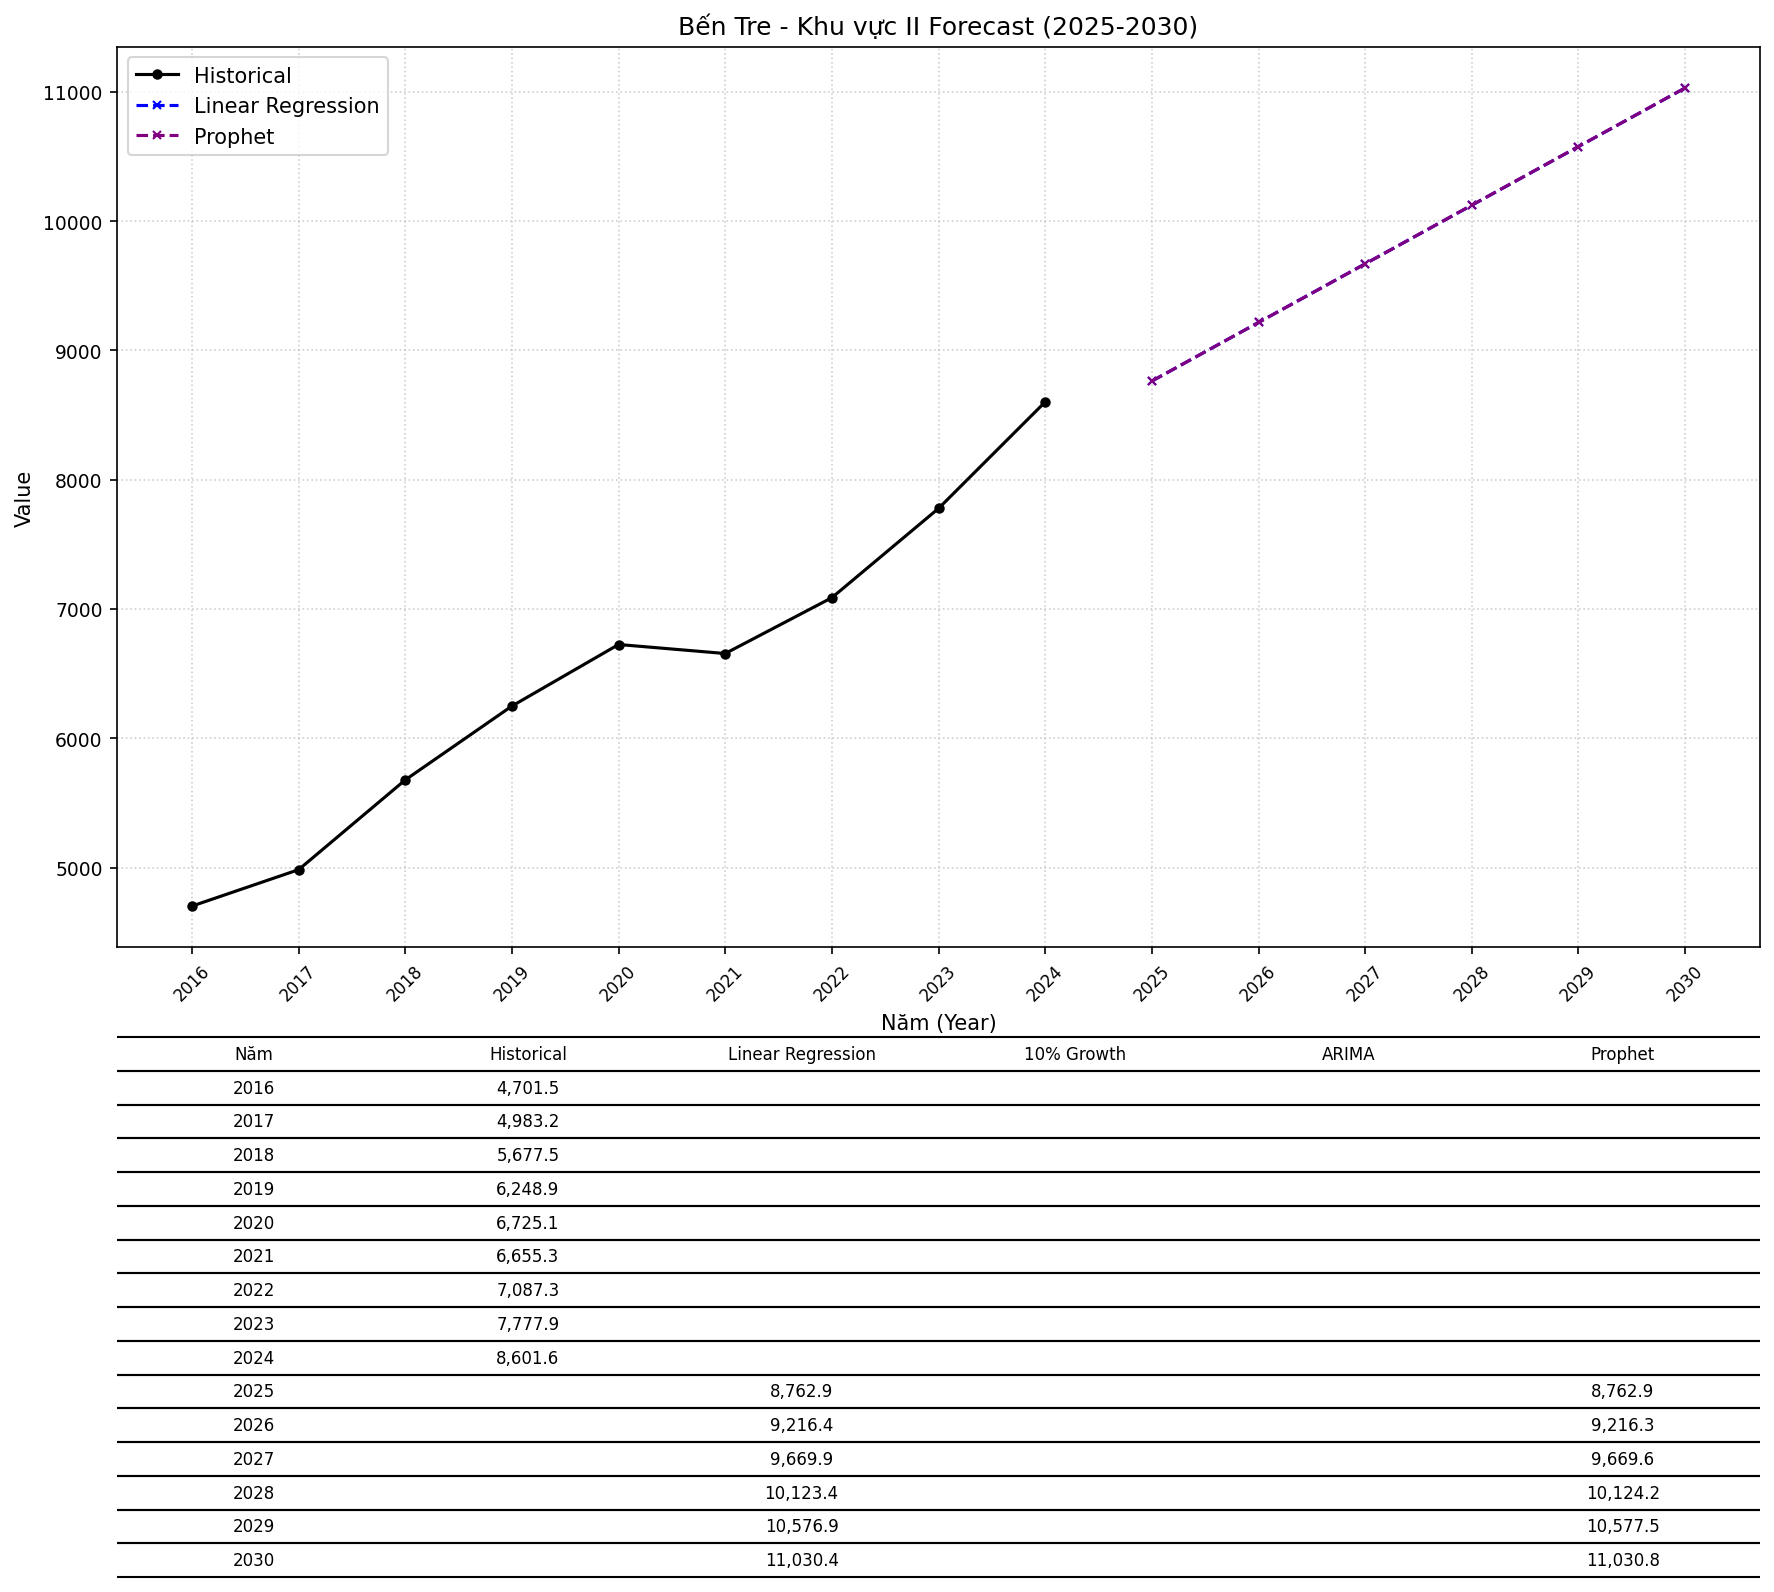 Bến Tre - Khu vực II Forecast (2025-2030)
Historical
Linear Regression
Prophet
11000
10000
9000
8000
7000
6000
5000
Value
2016 2017 2018 2019 2020 2021 2022 2023 2024 2025 2026 2027 2028 2029 2030
Năm (Year)
Năm Historical Linear Regression 10% Growth ARIMA Prophet
2016 4,701.5
2017 4,983.2
2018 5,677.5
2019 6,248.9
2020 6,725.1
2021 6,655.3
2022 7,087.3
2023 7,777.9
2024 8,601.6
2025 8,762.9 8,762.9
2026 9,216.4 9,216.3
2027 9,669.9 9,669.6
2028 10,123.4 10,124.2
2029 10,576.9 10,577.5
2030 11,030.4 11,030.8